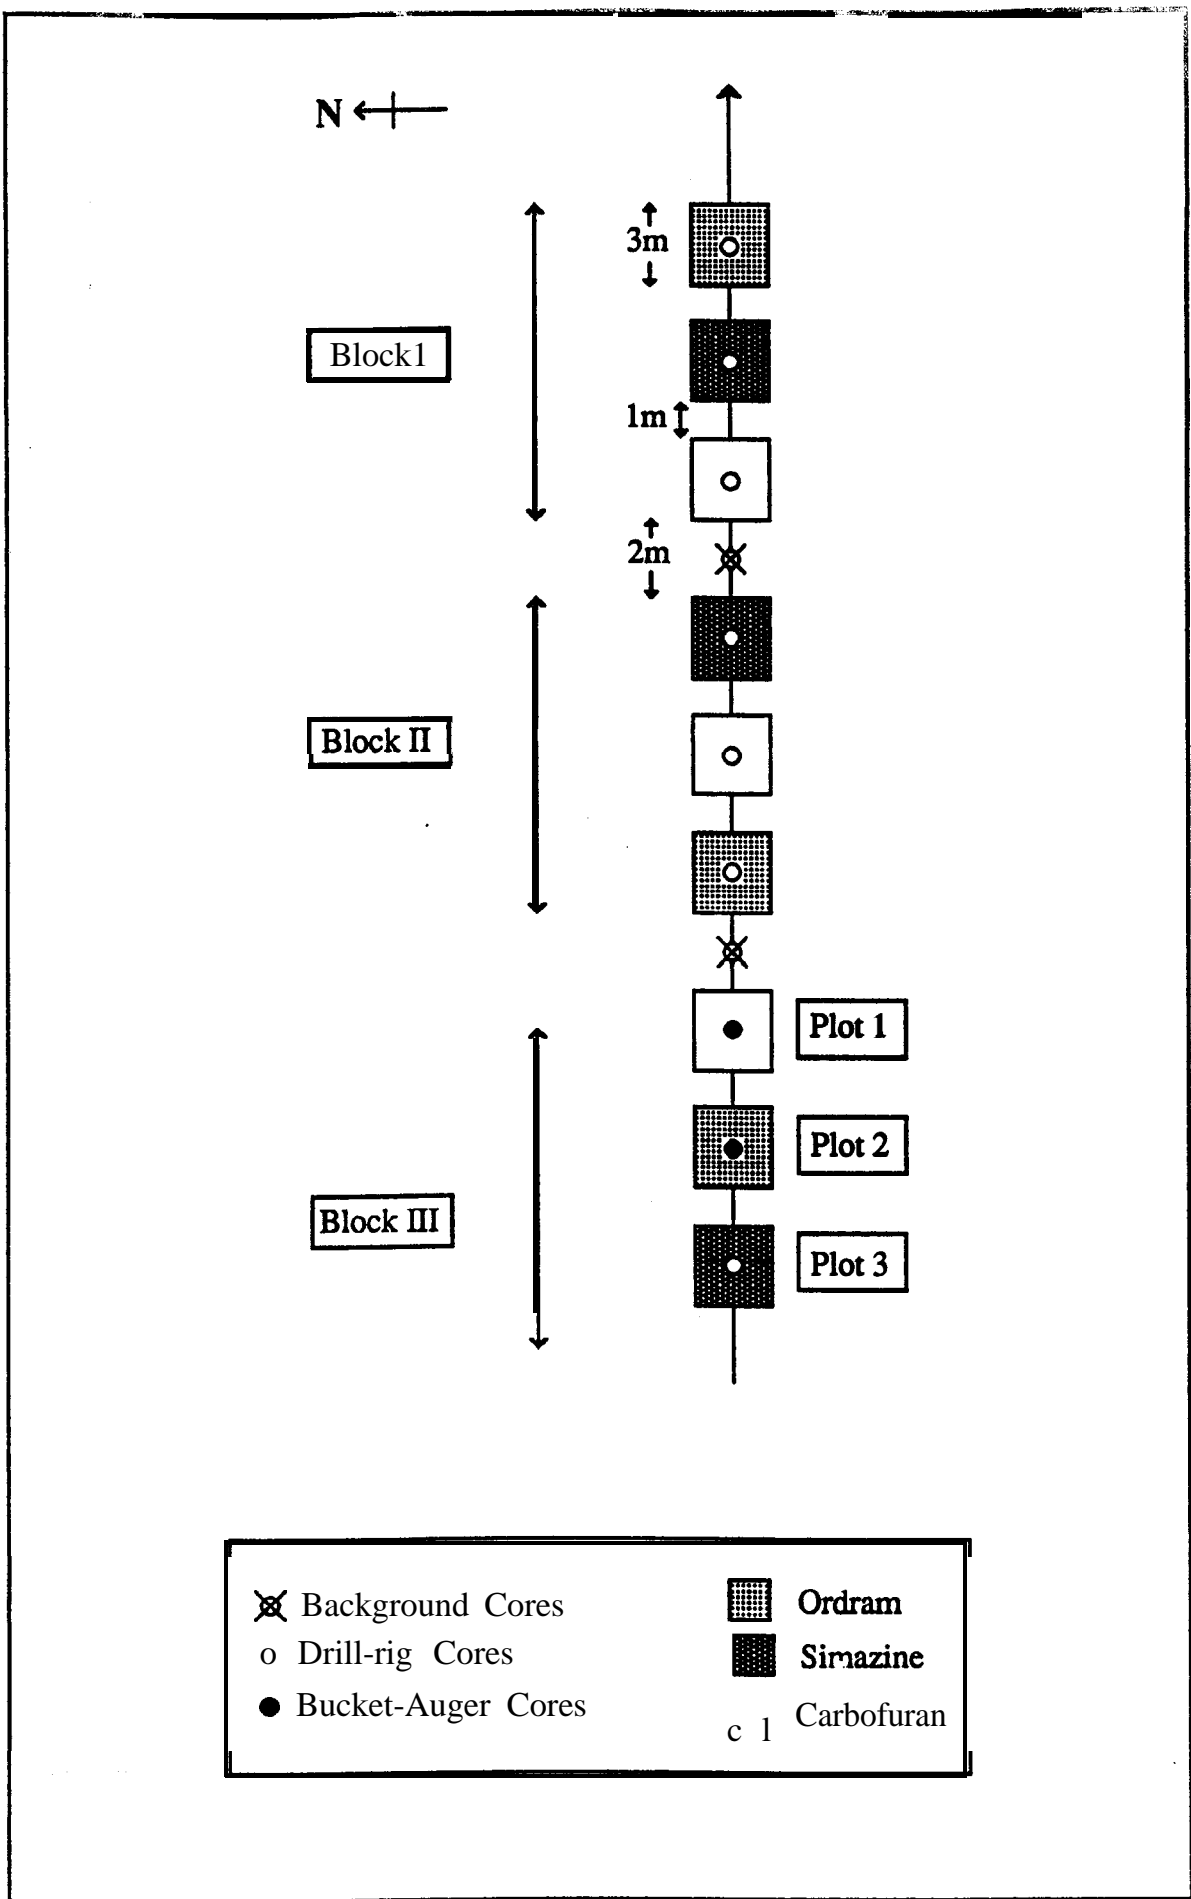 N
3m
Block1
1m
2m
Block II
Plot 1
Plot 2
Block III
Plot 3
Background Cores
o Drill-rig Cores
Bucket-Auger Cores
Ordram
Simazine
c l Carbofuran